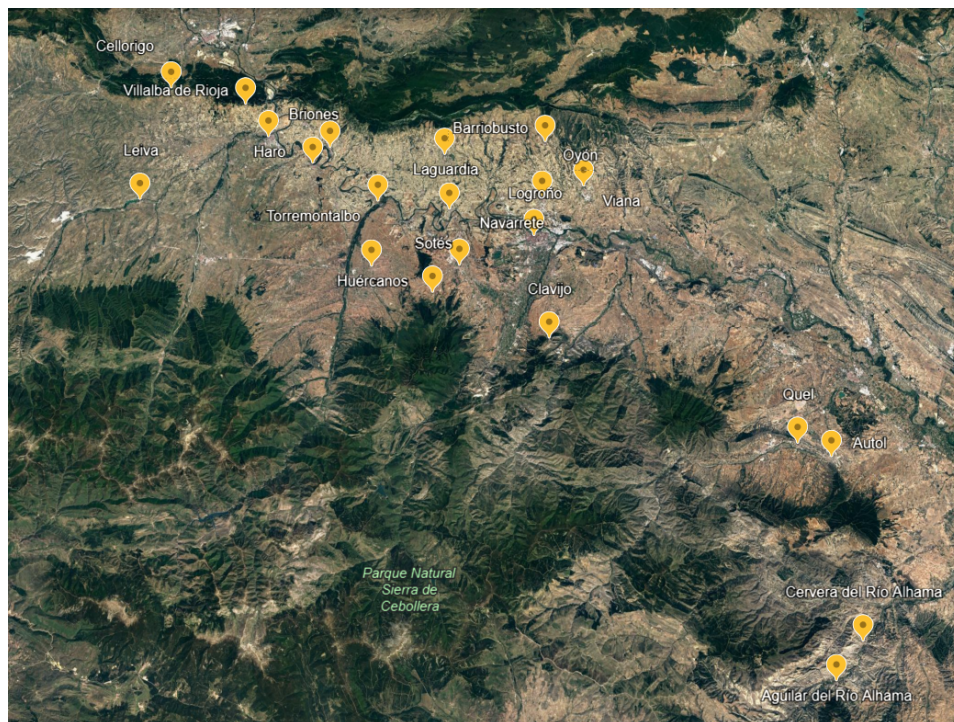 Cellorigo
Villalba de Rioja
Briones
Haro
Barriobusto
Leiva
Laguardia
Oyón
Logroño
Viana
Torremontalbo
Navarrete
Sotés
Huércanos
Clavijo
Quel
Autol
Parque Natural
Sierra de
Cebollera
Cervera del Río Alhama
Aguilar del Río Alhama